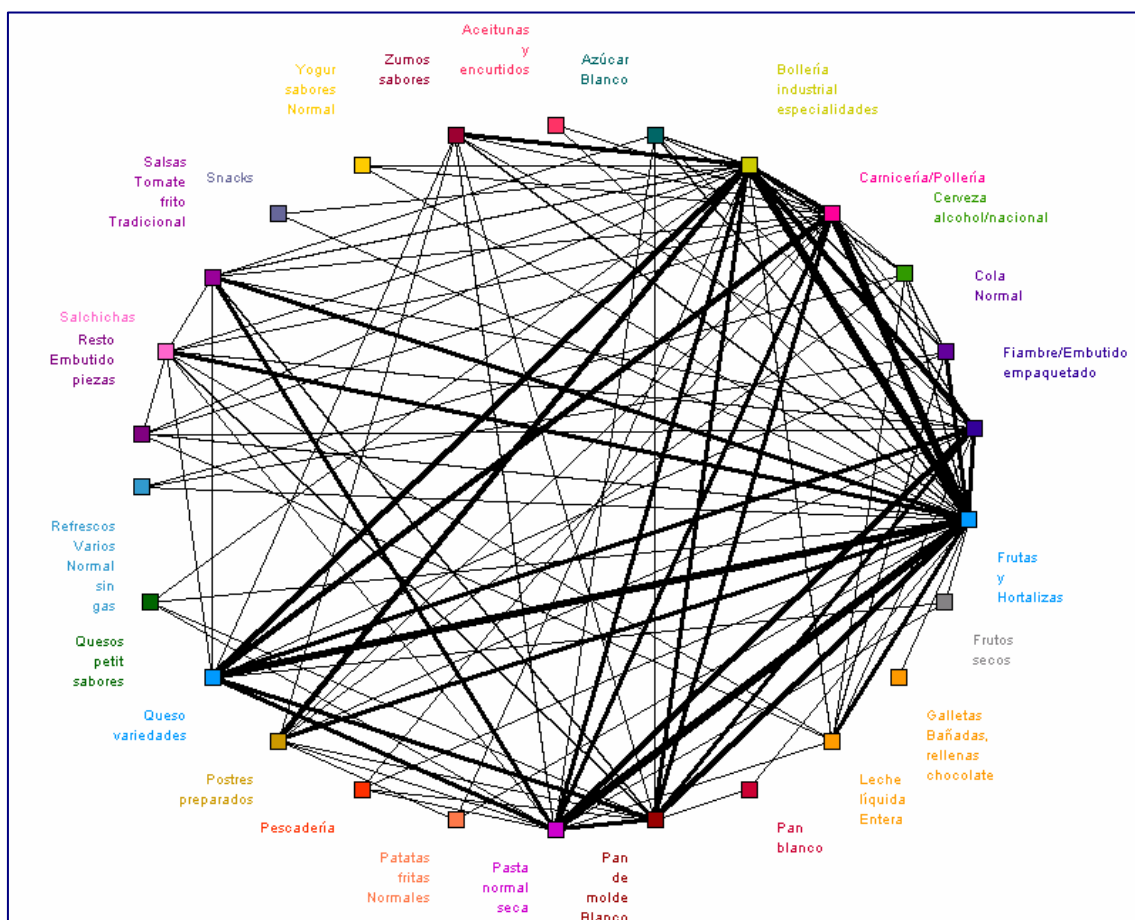 Aceitunas
y
encurtidos
Zumos
sabores
Azúcar
Blanco
Yogur
sabores
Normal
Bollería
industrial
especialidades
Salsas
Tomate
frito
Tradicional
Snacks
Carnicería/Pollería
Cerveza
alcohol/nacional
Cola
Normal
Salchichas
Resto
Embutido
piezas
Fiambre/Embutido
empaquetado
Refrescos
Varios
Normal
sin
gas
Frutas
y
Hortalizas
Quesos
petit
sabores
Frutos
secos
Queso
variedades
Galletas
Bañadas,
rellenas
chocolate
Postres
preparados
Leche
líquida
Entera
Pescadería
Pan
blanco
Patatas
fritas
Normales
Pasta
normal
seca
Pan
de
molde
Blanco